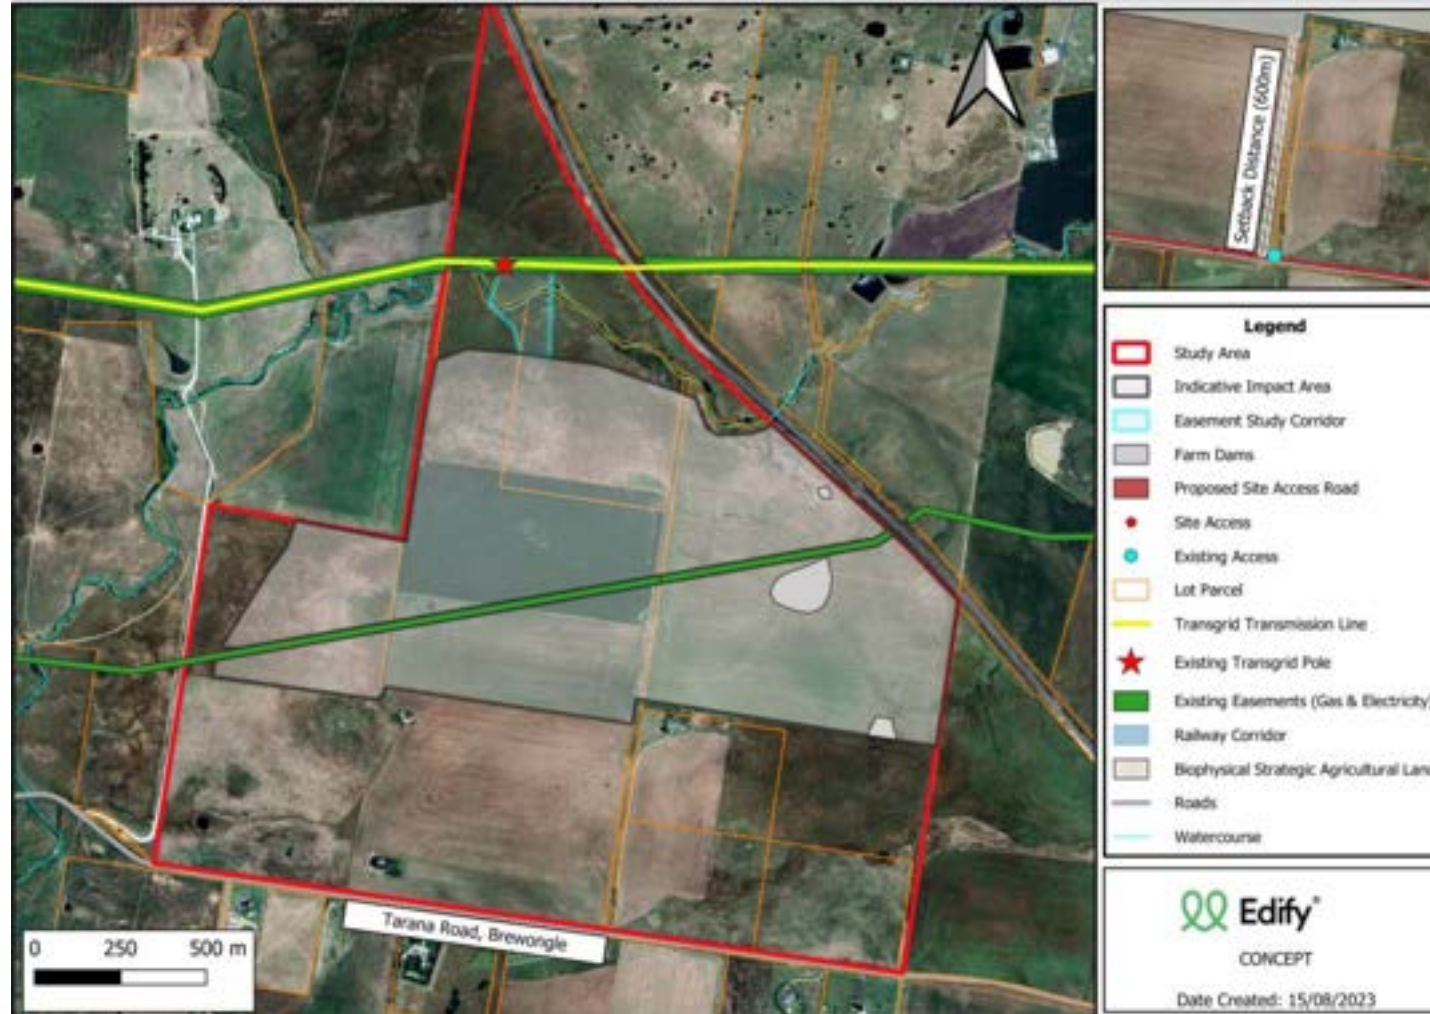 Setback Distance (600m)
Legend
Study Area
Indicative Impact Area
Easement Study Corridor
Farm Dams
Proposed Site Access Road
Site Access
Existing Access
Lot Parcel
Transgrid Transmission Line
Existing Transgrid Pole
Existing Easements (Gas & Electricity)
Railway Corridor
Biophysical Strategic Agricultural Lan
Roads
Watercourse
Tarana Road, Brewongle
0 250 500 m
Edify®
CONCEPT
Date Created: 15/08/2023